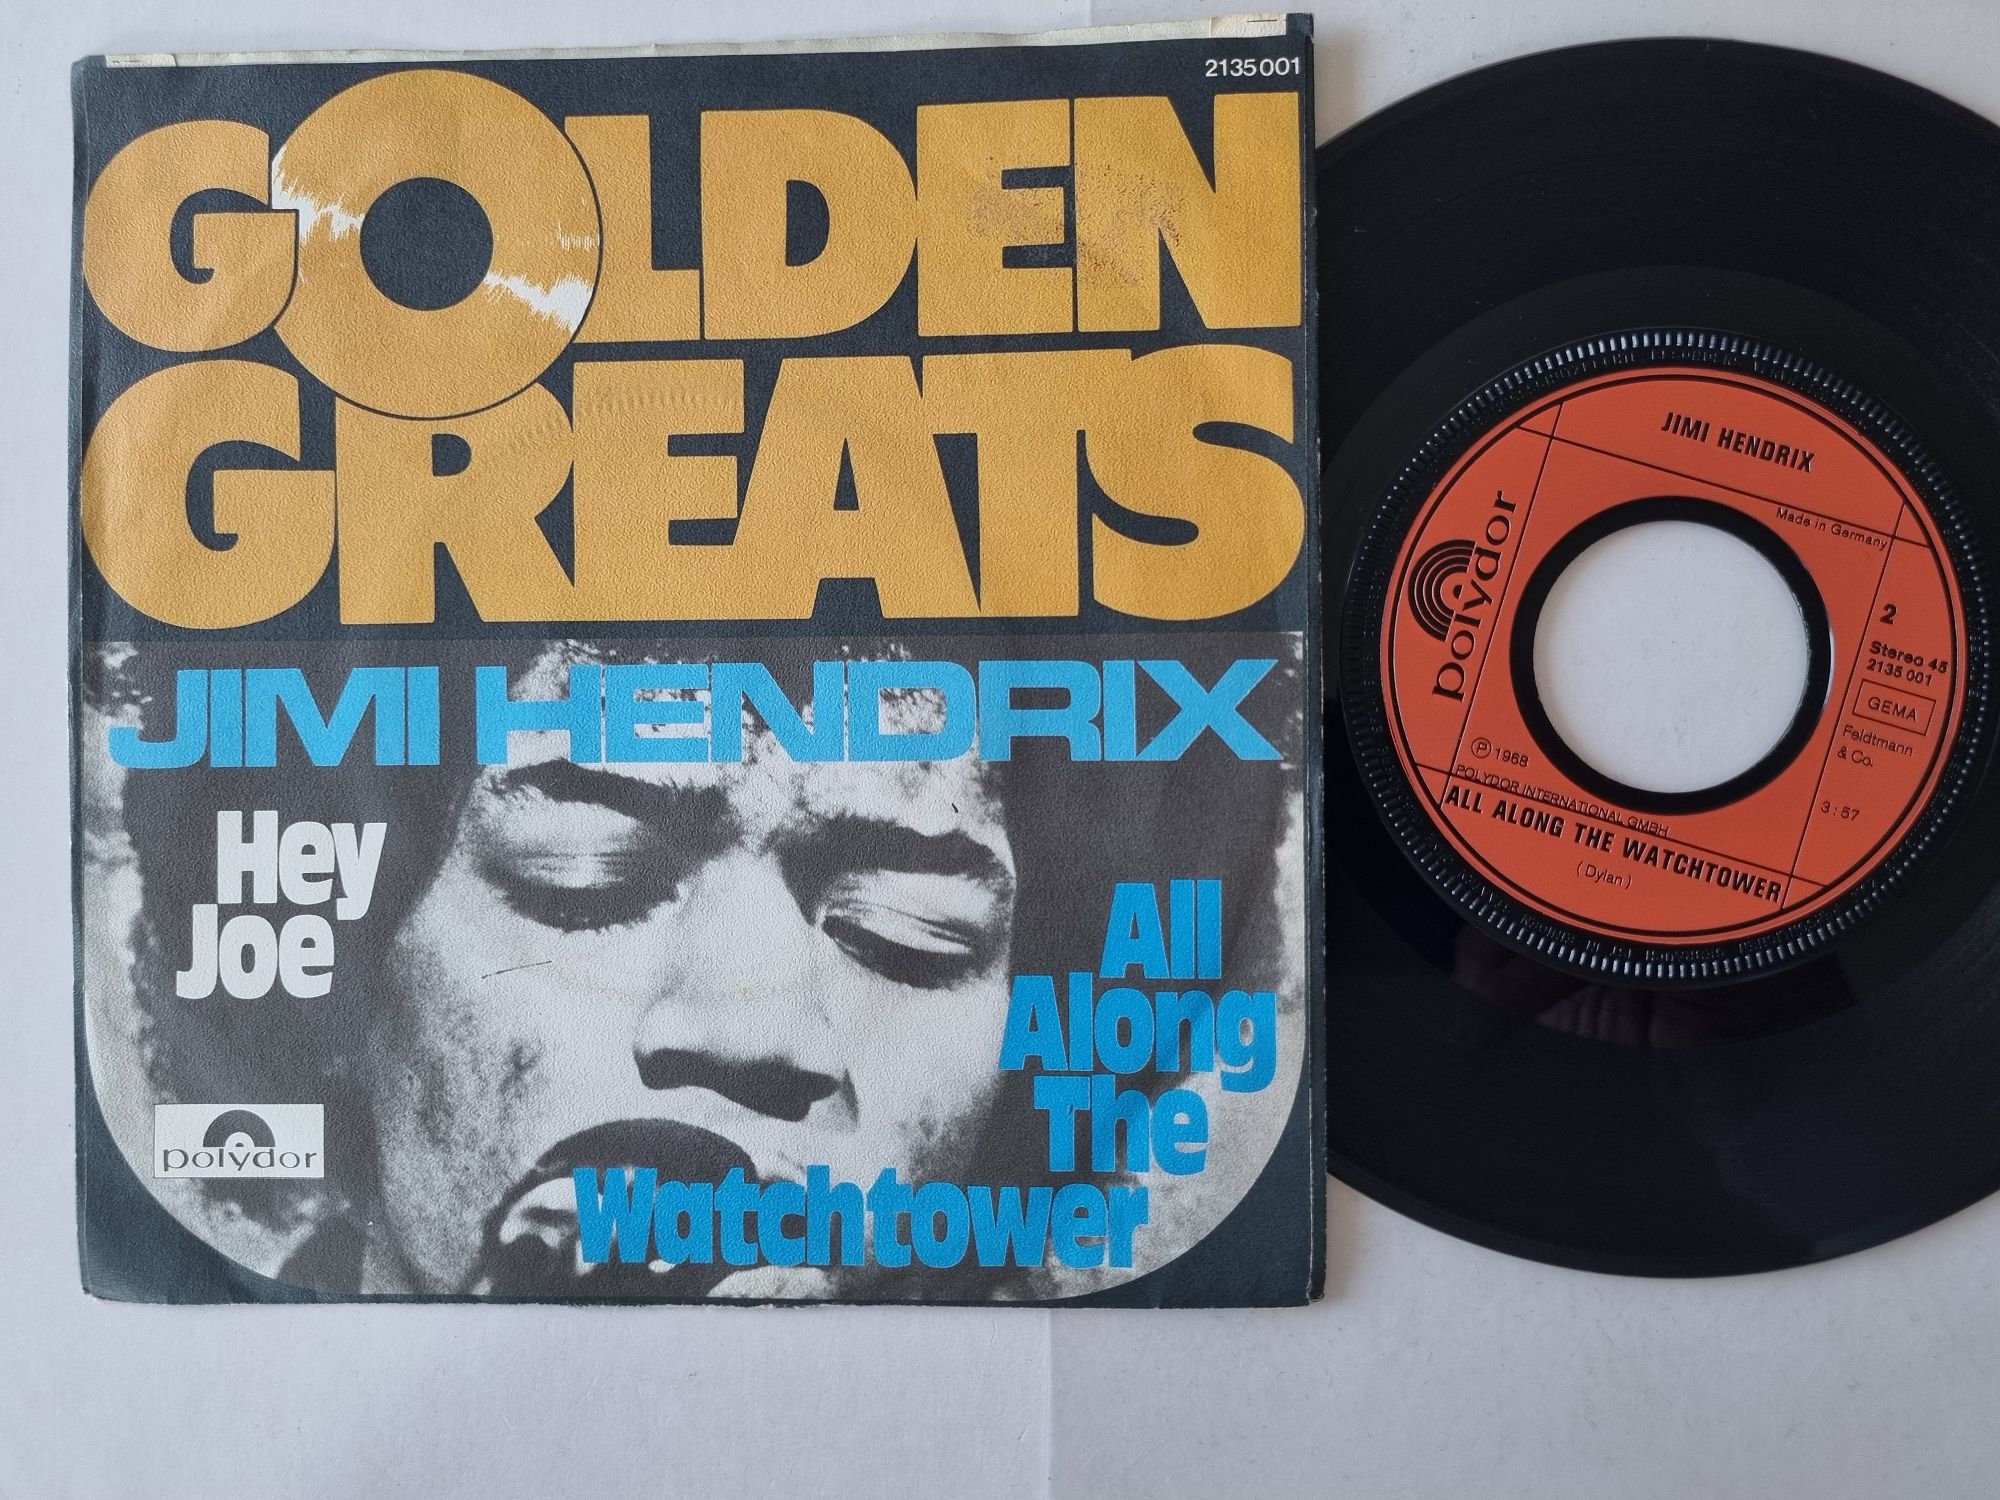 2135 001
GOLDEN
GREATS
JIMI HENDRIX
Hey
Joe
All
Along
The
Watchtower
polydor
JIMI HENDRIX
Made in Germany
polydor
2
Stereo 45
2135 001
GEMA
Feldtmann
& Co.
3:57
Ⓟ 1968
POLYDOR INTERNATIONAL GMBH
ALL ALONG THE WATCHTOWER
(Dylan)